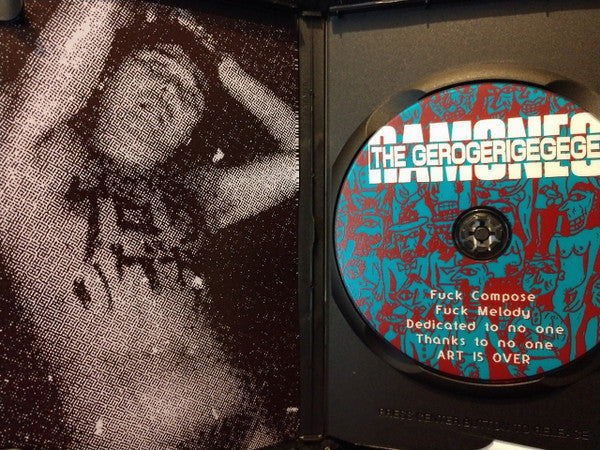 RAMONES
THE GEROGERIGEGEGE
Fuck Compose
Fuck Melody
Dedicated to no one
Thanks to no one
ART IS OVER
PRESS CENTER BUTTON TO RELEASE